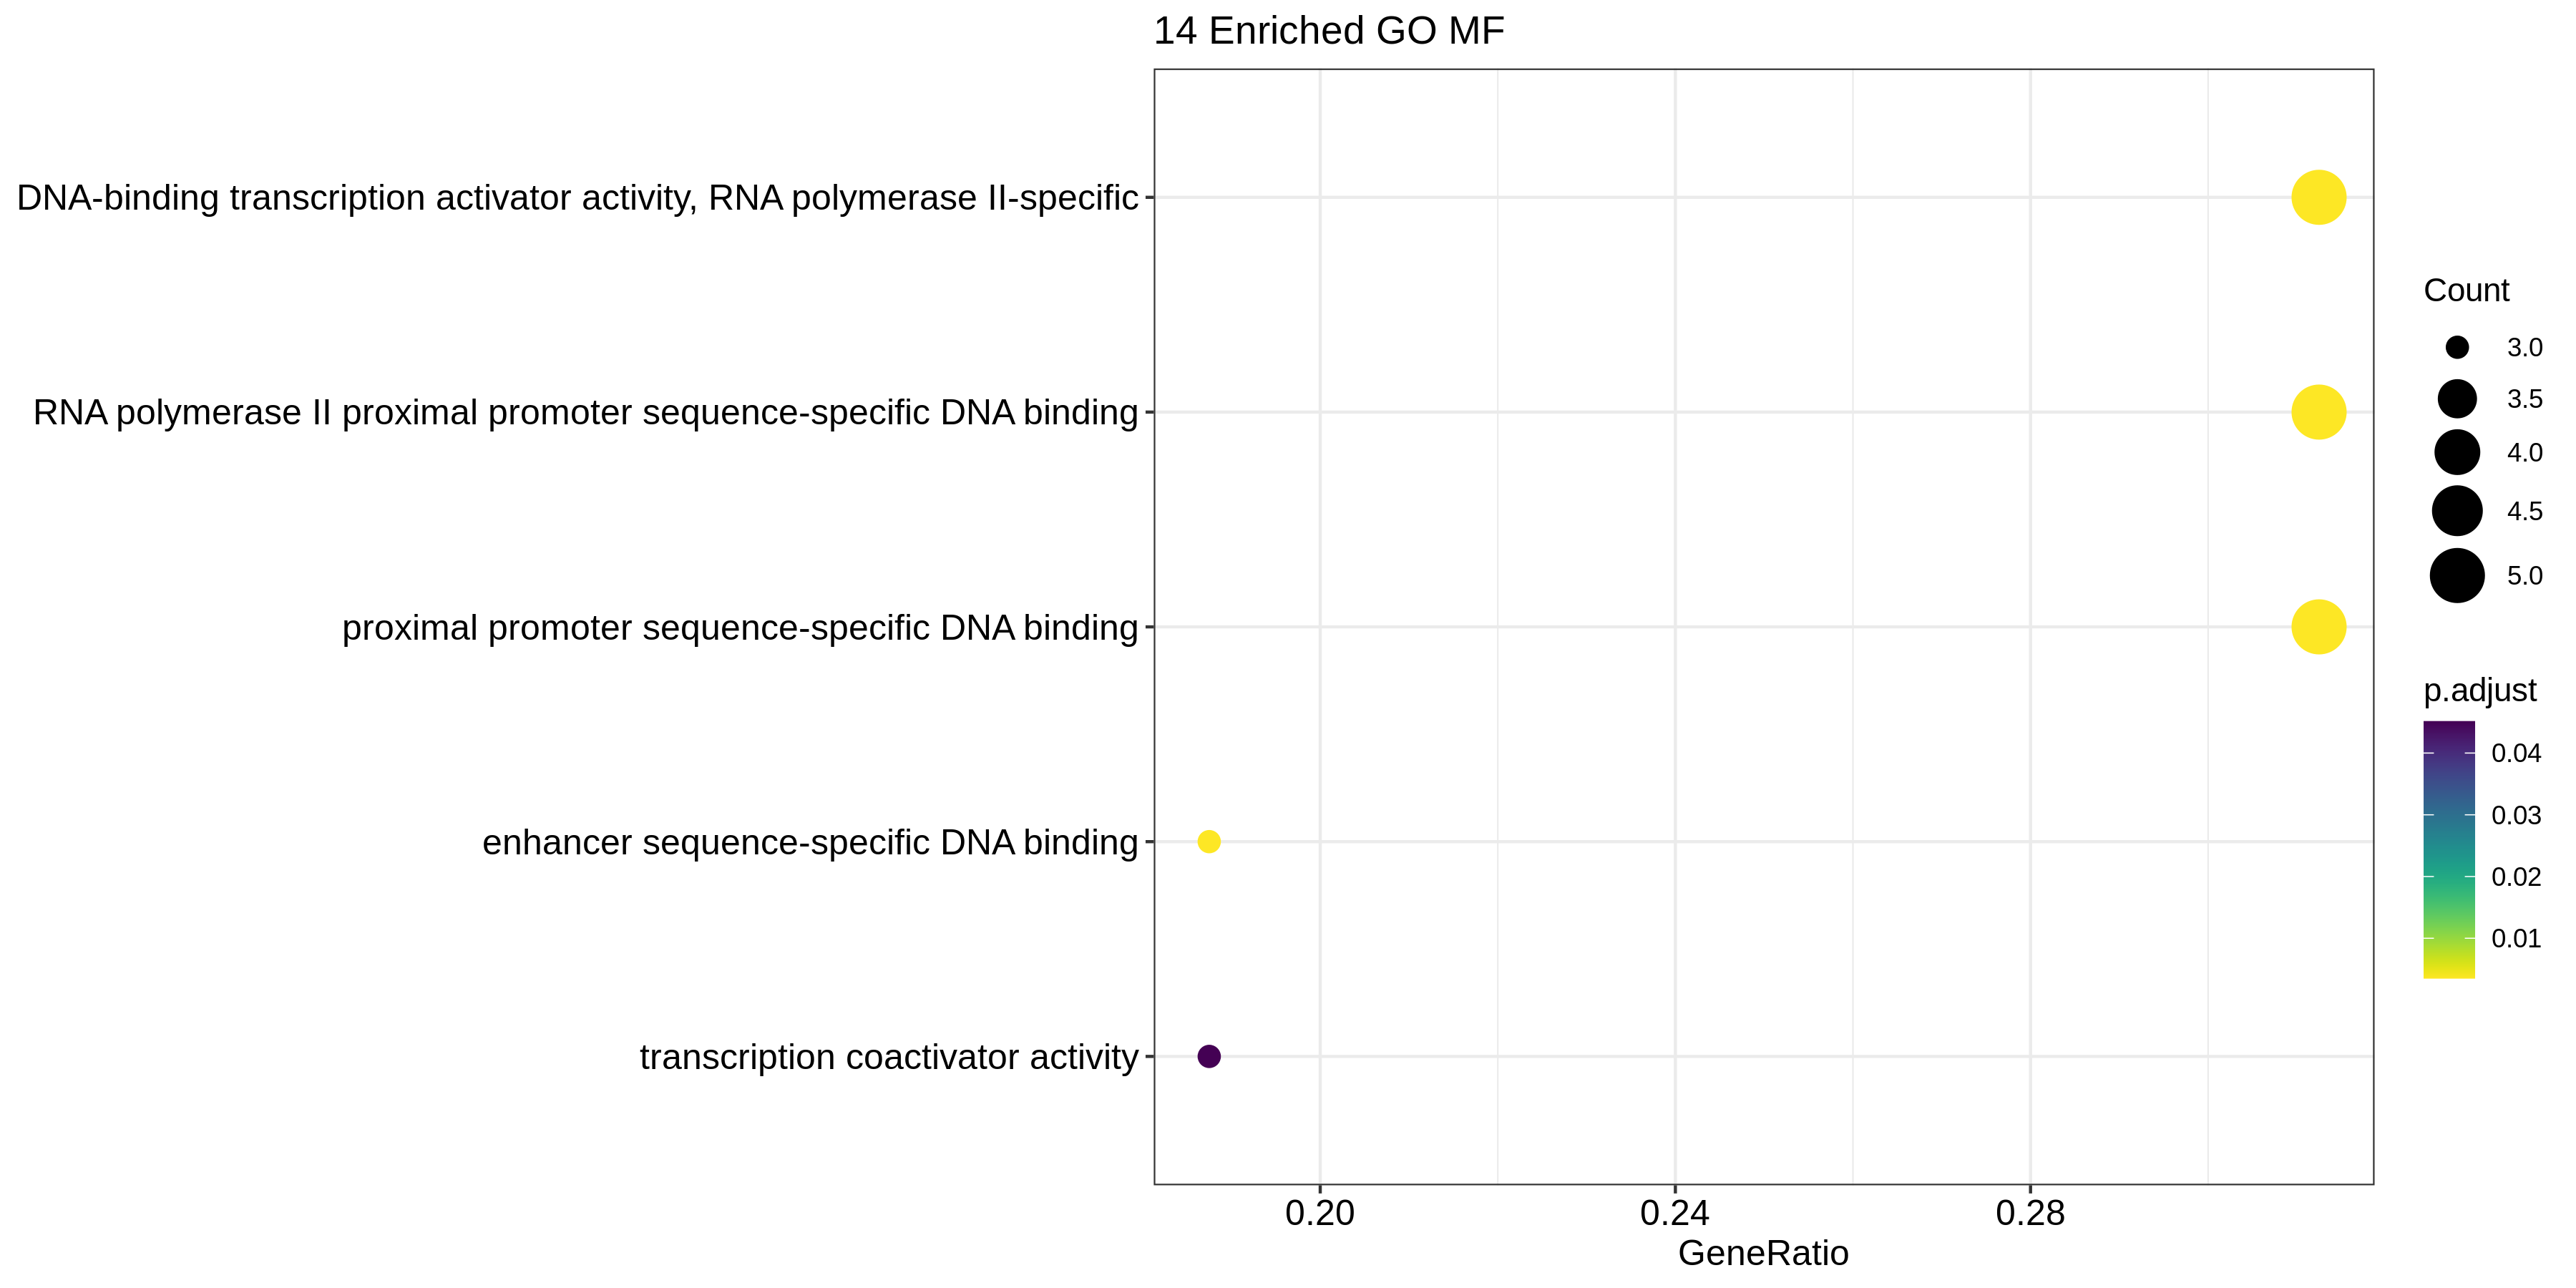 14 Enriched GO MF
DNA-binding transcription activator activity, RNA polymerase II-specific
RNA polymerase II proximal promoter sequence-specific DNA binding
proximal promoter sequence-specific DNA binding
enhancer sequence-specific DNA binding
transcription coactivator activity
0.20
0.24
0.28
GeneRatio
Count
3.0
3.5
4.0
4.5
5.0
p.adjust
0.04
0.03
0.02
0.01